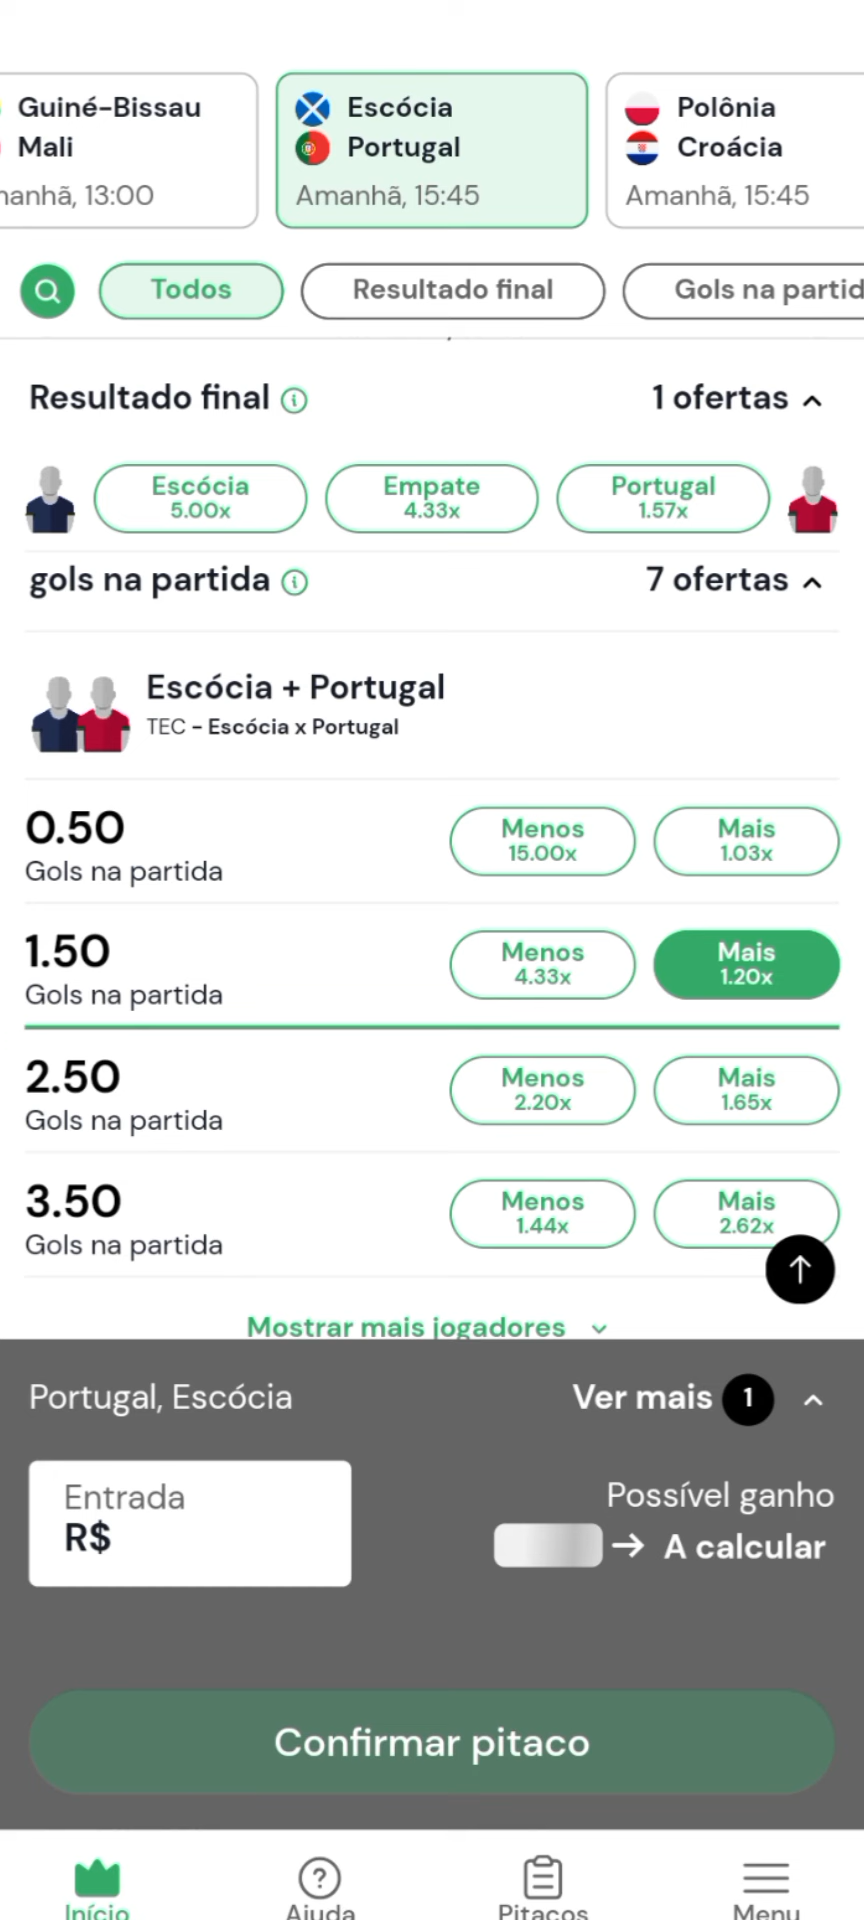 Guiné-Bissau
Mali
manhã, 13:00
Escócia
Portugal
Amanhã, 15:45
Polônia
Croácia
Amanhã, 15:45
Todos
Resultado final
Gols na partid
Resultado final
1 ofertas
Escócia
5.00x
Empate
4.33x
Portugal
1.57x
gols na partida
7 ofertas
Escócia + Portugal
TEC - Escócia x Portugal
0.50
Gols na partida
Menos
15.00x
Mais
1.03x
1.50
Gols na partida
Menos
4.33x
Mais
1.20x
2.50
Gols na partida
Menos
2.20x
Mais
1.65x
3.50
Gols na partida
Menos
1.44x
Mais
2.62x
Mostrar mais jogadores
Portugal, Escócia
Ver mais 1
Entrada
R$
Possível ganho
→ A calcular
Confirmar pitaco
Início
Ajuda
Pitacos
Menu